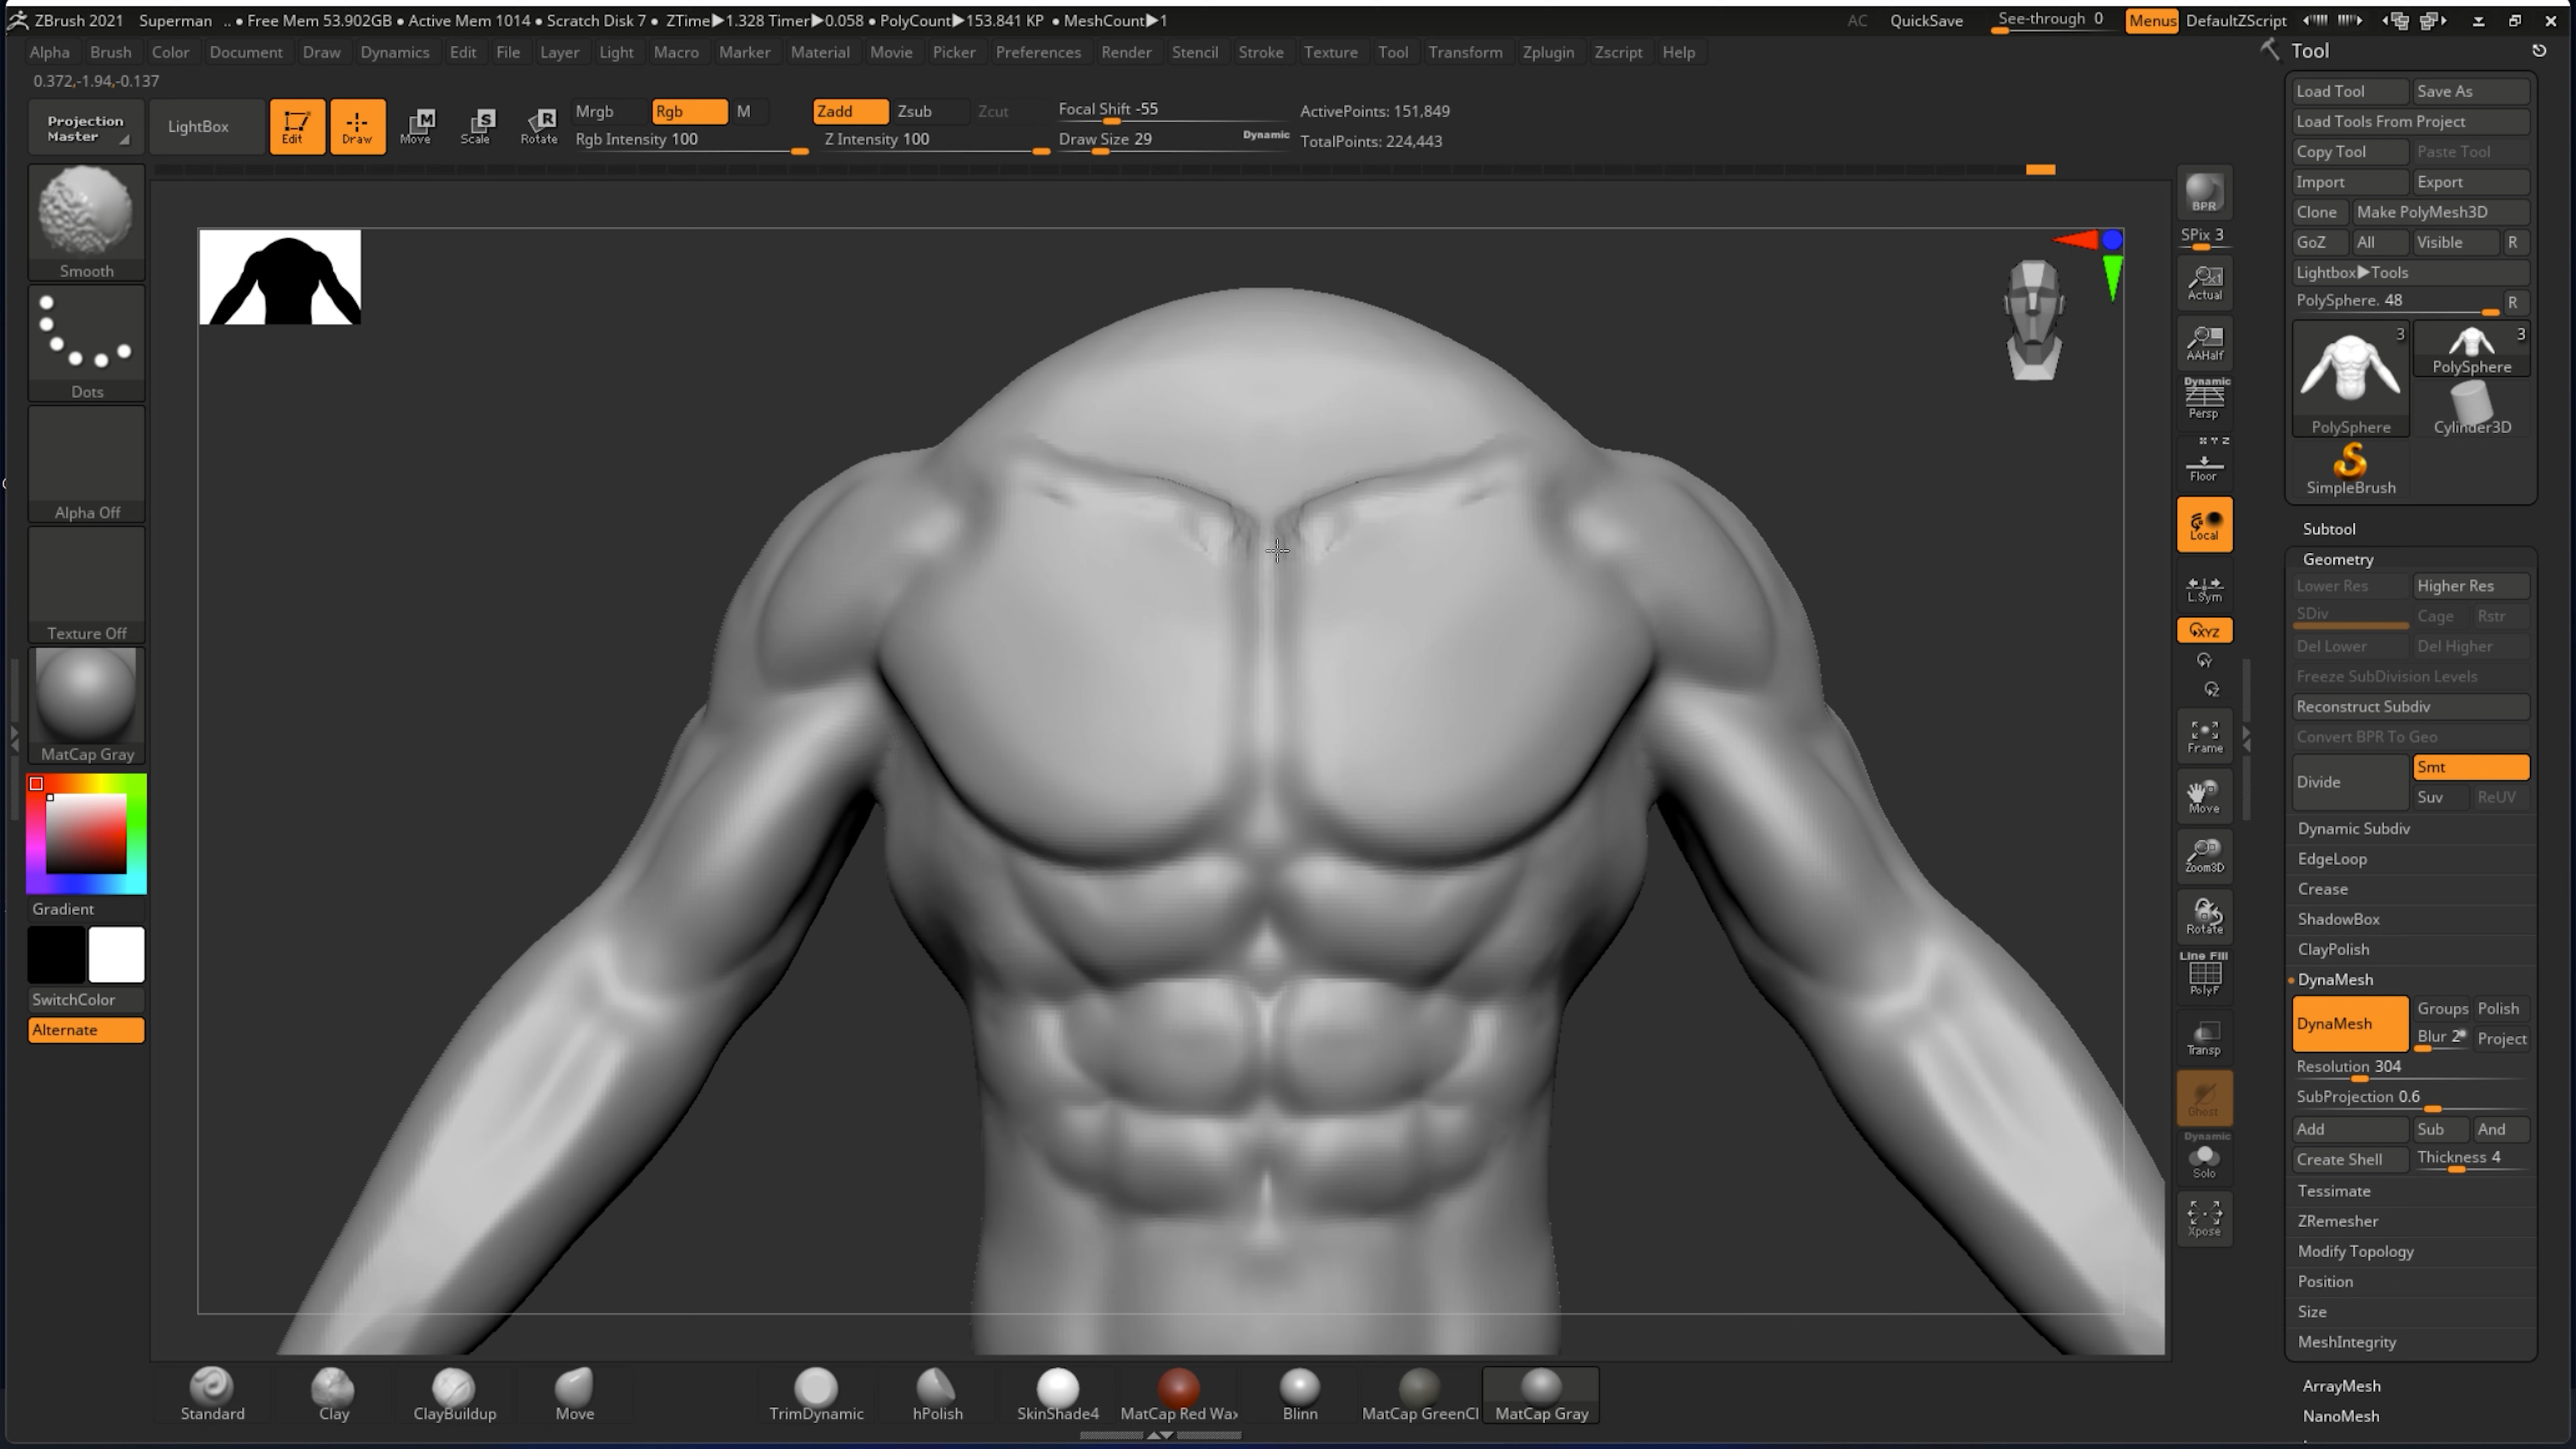 ZBrush 2021 Superman .. • Free Mem 53.902GB • Active Mem 1014 • Scratch Disk 7 • ZTime▶1.328 Timer▶0.058 • PolyCount▶153.841 KP • MeshCount▶1 AC QuickSave See-through 0 Menus DefaultZScript
Alpha Brush Color Document Draw Dynamics Edit File Layer Light Macro Marker Material Movie Picker Preferences Render Stencil Stroke Texture Tool Transform Zplugin Zscript Help
0.372,-1.94,-0.137
Projection Master
LightBox
Edit
Draw
Move
M
Scale
S
Rotate
R
Mrgb Rgb M
Rgb Intensity 100
Zadd Zsub Zcut
Z Intensity 100
Focal Shift -55
Draw Size 29 Dynamic
ActivePoints: 151,849
TotalPoints: 224,443
Smooth
Dots
Alpha Off
Texture Off
MatCap Gray
Gradient
SwitchColor
Alternate
BPR
SPix 3
Actual
AAHalf
Dynamic
Persp
X Y Z
Floor
Local
L.Sym
XYZ
Y
Z
Frame
Move
Zoom3D
Rotate
Line Fill
PolyF
Transp
Ghost
Dynamic
Solo
Xpose
Tool
Load Tool Save As
Load Tools From Project
Copy Tool Paste Tool
Import Export
Clone Make PolyMesh3D
GoZ All Visible R
Lightbox▶Tools
PolySphere. 48 R
3 3
PolySphere
PolySphere Cylinder3D
SimpleBrush
Subtool
Geometry
Lower Res Higher Res
SDiv Cage Rstr
Del Lower Del Higher
Freeze SubDivision Levels
Reconstruct Subdiv
Convert BPR To Geo
Divide Smt
Suv ReUV
Dynamic Subdiv
EdgeLoop
Crease
ShadowBox
ClayPolish
DynaMesh
DynaMesh Groups Polish
Blur 2 Project
Resolution 304
SubProjection 0.6
Add Sub And
Create Shell Thickness 4
Tessimate
ZRemesher
Modify Topology
Position
Size
MeshIntegrity
ArrayMesh
NanoMesh
Standard Clay ClayBuildup Move TrimDynamic hPolish SkinShade4 MatCap Red Wax Blinn MatCap GreenCl MatCap Gray